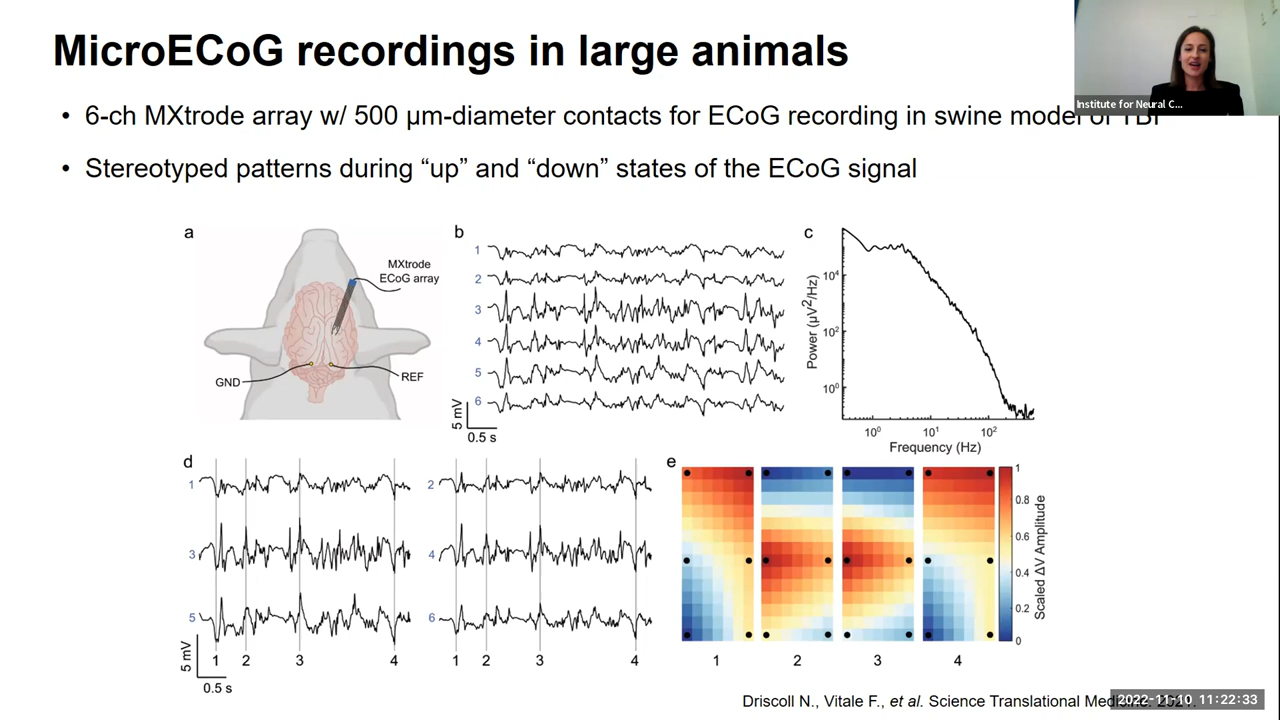 MicroECoG recordings in large animals
Institute for Neural C...
• 6-ch MXtrode array w/ 500 µm-diameter contacts for ECoG recording in swine model of TBI
• Stereotyped patterns during “up” and “down” states of the ECoG signal
a
MXtrode
ECoG array
GND
REF
b
1
2
3
4
5
6
5 mV
0.5 s
c
Power (µV²/Hz)
10⁴
10²
10⁰
10⁰ 10¹ 10²
Frequency (Hz)
d
1
3
5
2
4
6
5 mV
1 2 3 4
0.5 s
1 2 3 4
e
1 2 3 4
1
0.8
0.6
0.4
0.2
0
Scaled ΔV Amplitude
Driscoll N., Vitale F., et al. Science Translational Medicine. 2021.
2022-11-10 11:22:33